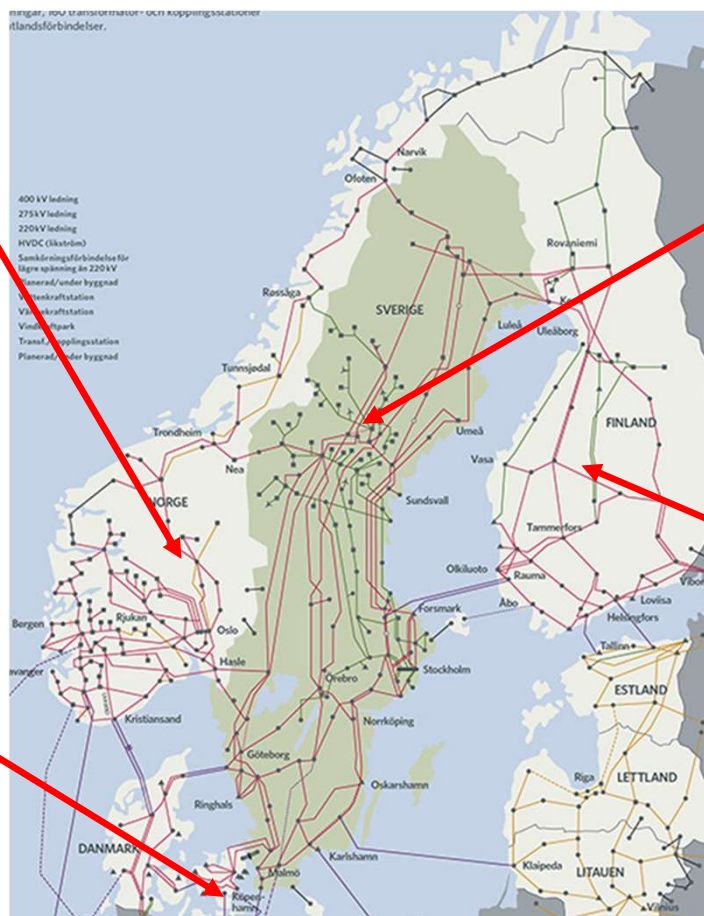 ningar, 160 transformator- och kopplingsstationer
utlandsförbindelser.
400 kV ledning
275 kV ledning
220 kV ledning
HVDC (likström)
Samkörningsförbindelse för
lägre spänning än 220 kV
Planerad/under byggnad
Vattenkraftstation
Värmekraftstation
Vindkraftpark
Transf./kopplingsstation
Planerad/under byggnad
Narvik
Ofoten
Rovaniemi
Røssåga
SVERIGE
Luleå
Uleåborg
Tunnsjødal
FINLAND
Trondheim
Umeå
Nea
Vasa
Sundsvall
NORGE
Tammerfors
Olkiluoto
Rauma
Viborg
Bergen
Rjukan
Oslo
Forsmark
Åbo
Loviisa
Helsingfors
Hasle
Tallinn
Stavanger
Stockholm
Örebro
ESTLAND
Kristiansand
Norrköping
Göteborg
Riga
LETTLAND
Oskarshamn
Ringhals
DANMARK
Karlshamn
Klaipeda
Malmö
LITAUEN
Köpen-
hamn
Vilnius